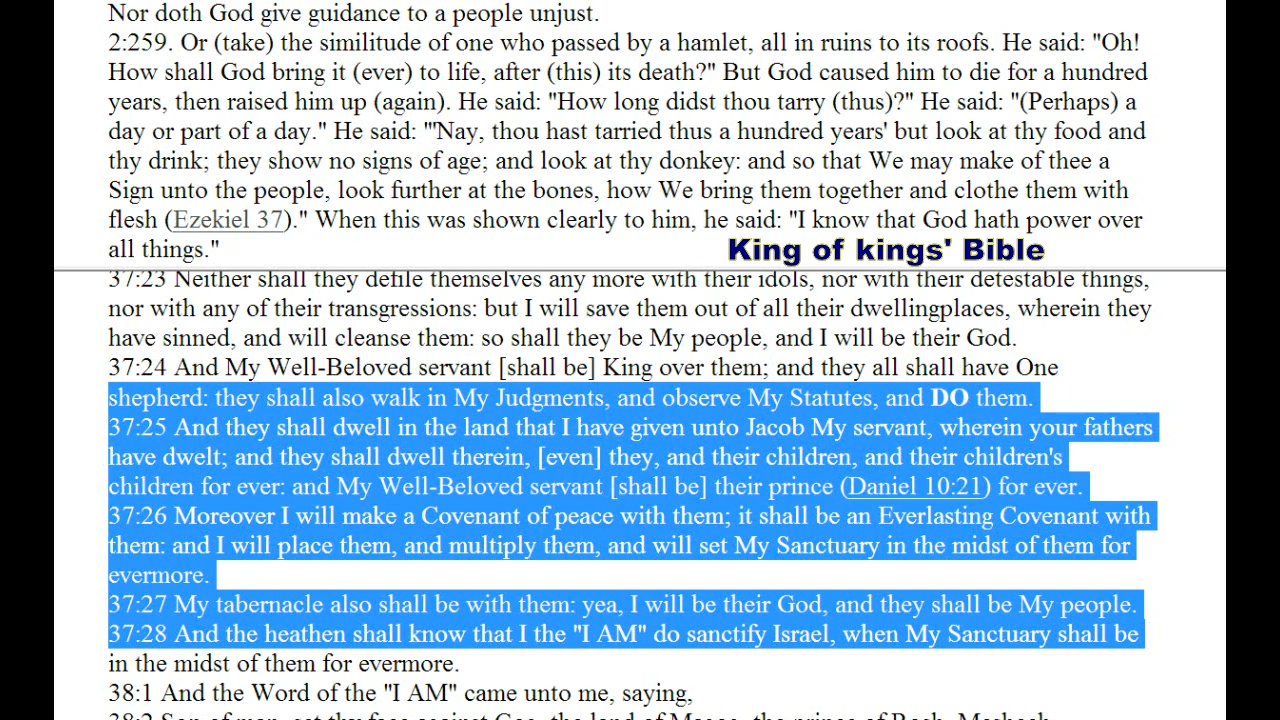 Nor doth God give guidance to a people unjust.
2:259. Or (take) the similitude of one who passed by a hamlet, all in ruins to its roofs. He said: "Oh!
How shall God bring it (ever) to life, after (this) its death?" But God caused him to die for a hundred
years, then raised him up (again). He said: "How long didst thou tarry (thus)?" He said: "(Perhaps) a
day or part of a day." He said: "'Nay, thou hast tarried thus a hundred years' but look at thy food and
thy drink; they show no signs of age; and look at thy donkey: and so that We may make of thee a
Sign unto the people, look further at the bones, how We bring them together and clothe them with
flesh (Ezekiel 37)." When this was shown clearly to him, he said: "I know that God hath power over
all things."
King of kings' Bible
37:23 Neither shall they defile themselves any more with their idols, nor with their detestable things,
nor with any of their transgressions: but I will save them out of all their dwellingplaces, wherein they
have sinned, and will cleanse them: so shall they be My people, and I will be their God.
37:24 And My Well-Beloved servant [shall be] King over them; and they all shall have One
shepherd: they shall also walk in My Judgments, and observe My Statutes, and DO them.
37:25 And they shall dwell in the land that I have given unto Jacob My servant, wherein your fathers
have dwelt; and they shall dwell therein, [even] they, and their children, and their children's
children for ever: and My Well-Beloved servant [shall be] their prince (Daniel 10:21) for ever.
37:26 Moreover I will make a Covenant of peace with them; it shall be an Everlasting Covenant with
them: and I will place them, and multiply them, and will set My Sanctuary in the midst of them for
evermore.
37:27 My tabernacle also shall be with them: yea, I will be their God, and they shall be My people.
37:28 And the heathen shall know that I the "I AM" do sanctify Israel, when My Sanctuary shall be
in the midst of them for evermore.
38:1 And the Word of the "I AM" came unto me, saying,
38:2 Son of man, set thy face against Gog, the land of Magog, the prince of Rosh, Meshech